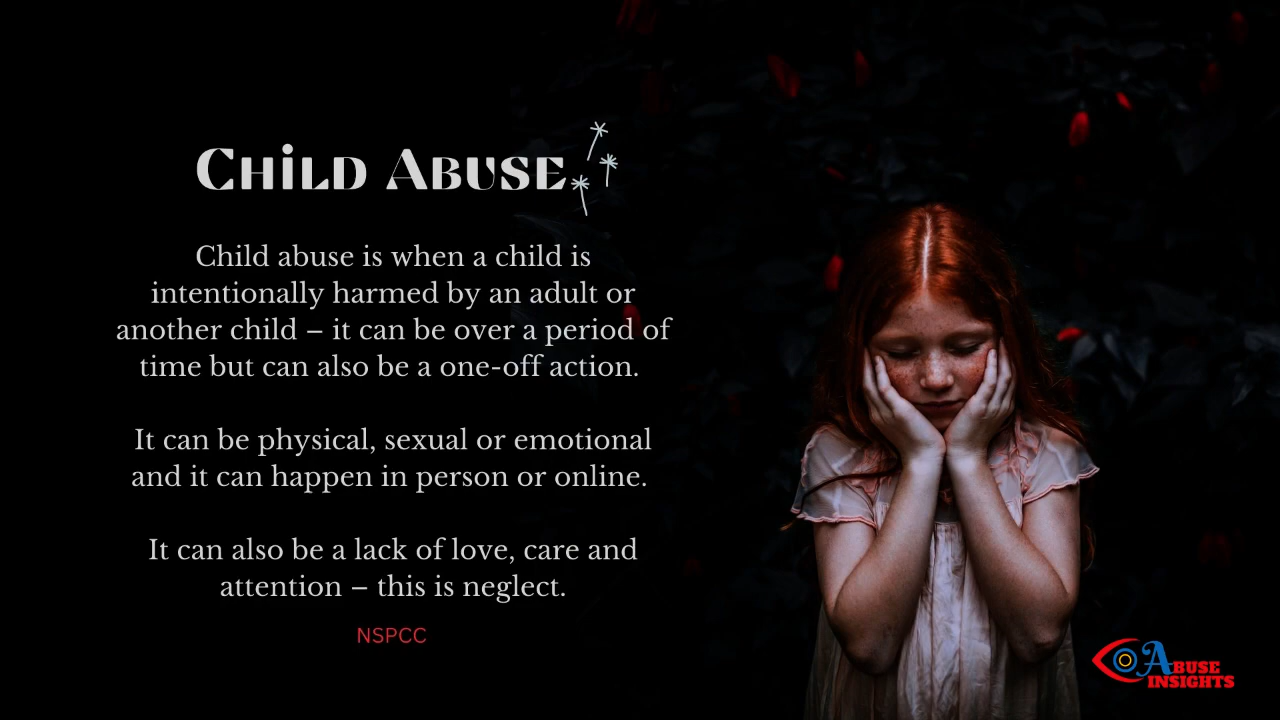 Child Abuse
Child abuse is when a child is
intentionally harmed by an adult or
another child – it can be over a period of
time but can also be a one-off action.
It can be physical, sexual or emotional
and it can happen in person or online.
It can also be a lack of love, care and
attention – this is neglect.
NSPCC
Abuse
Insights